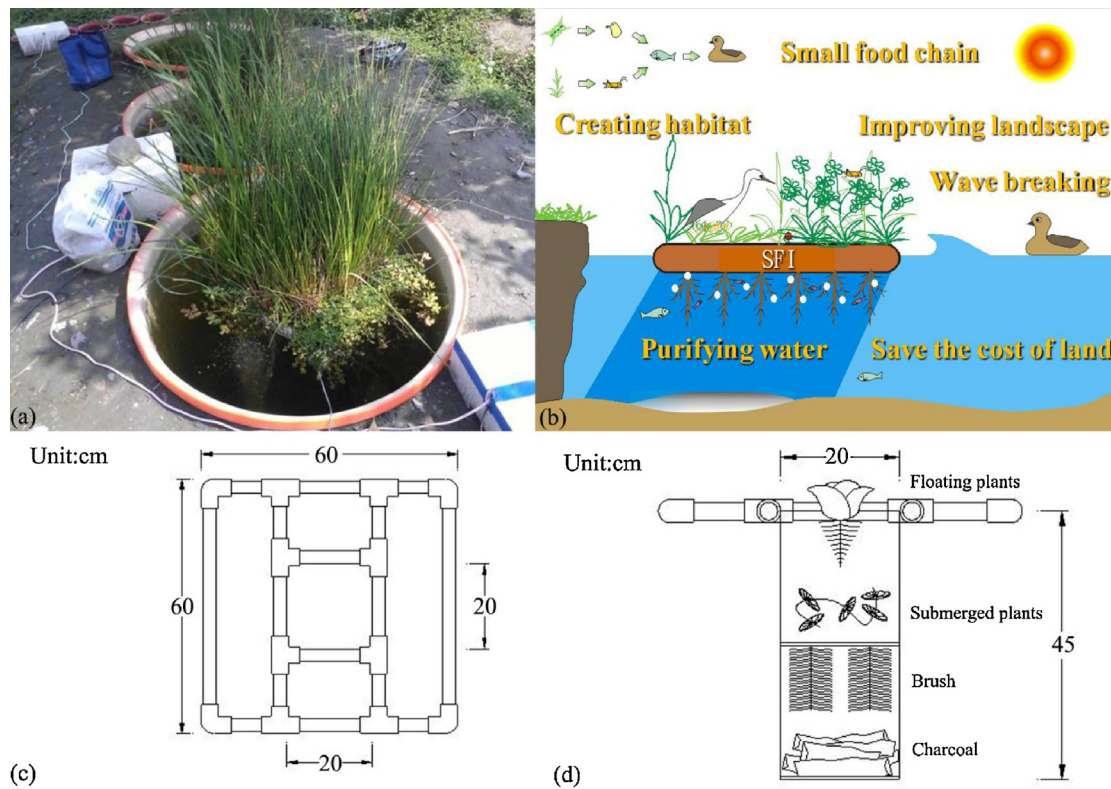 (a)
Small food chain
Creating habitat
Improving landscape
Wave breaking
SFI
Purifying water
Save the cost of land
(b)
Unit:cm
60
60
20
20
(c)
Unit:cm
20
Floating plants
Submerged plants
45
Brush
Charcoal
(d)